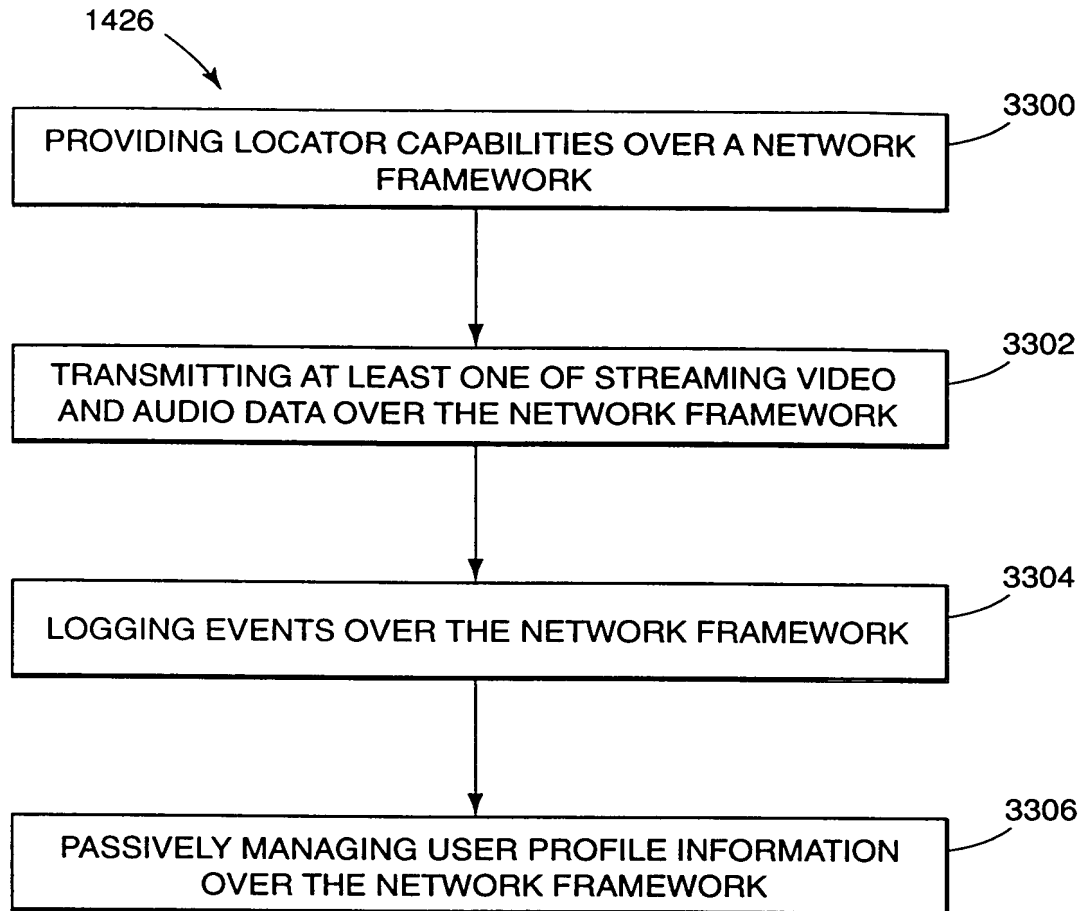 1426
3300
PROVIDING LOCATOR CAPABILITIES OVER A NETWORK
FRAMEWORK
3302
TRANSMITTING AT LEAST ONE OF STREAMING VIDEO
AND AUDIO DATA OVER THE NETWORK FRAMEWORK
3304
LOGGING EVENTS OVER THE NETWORK FRAMEWORK
3306
PASSIVELY MANAGING USER PROFILE INFORMATION
OVER THE NETWORK FRAMEWORK